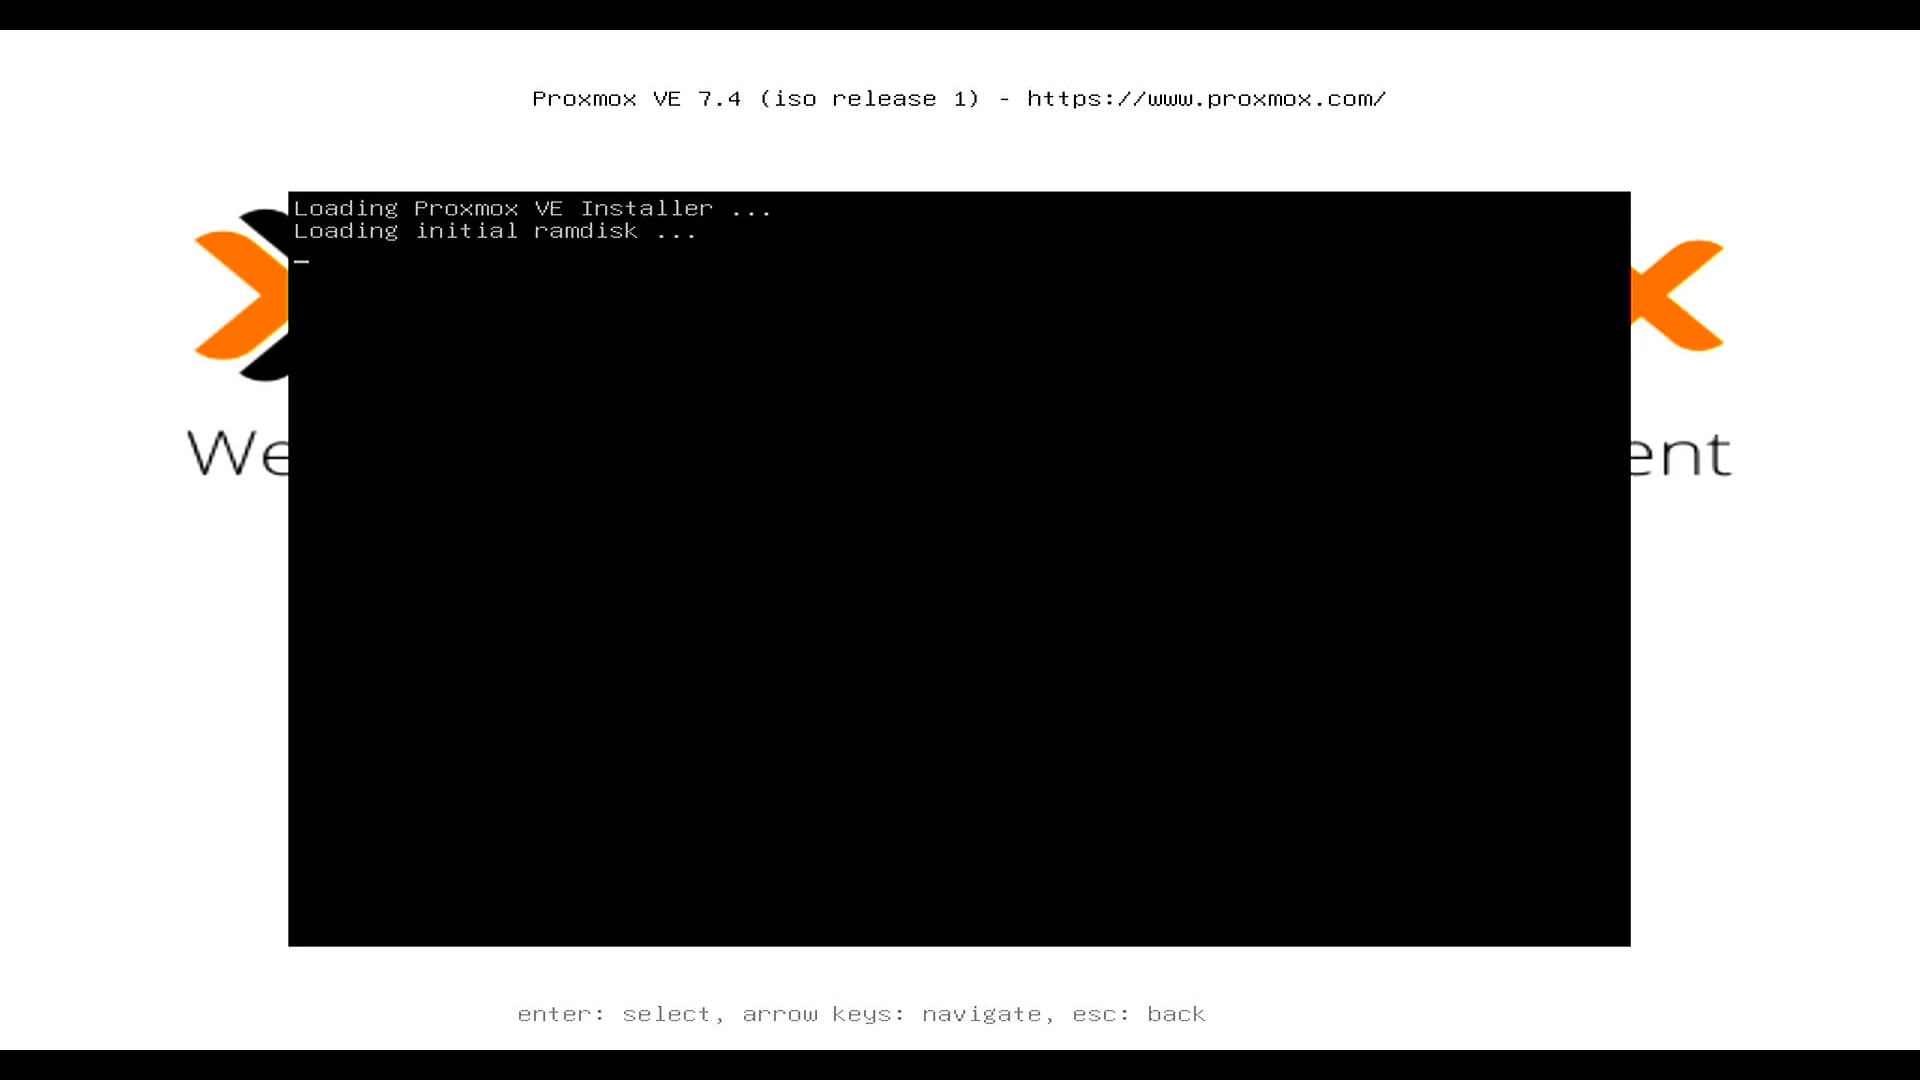 Proxmox VE 7.4 (iso release 1) - https://www.proxmox.com/
Loading Proxmox VE Installer ...
Loading initial ramdisk ...
We
ent
enter: select, arrow keys: navigate, esc: back